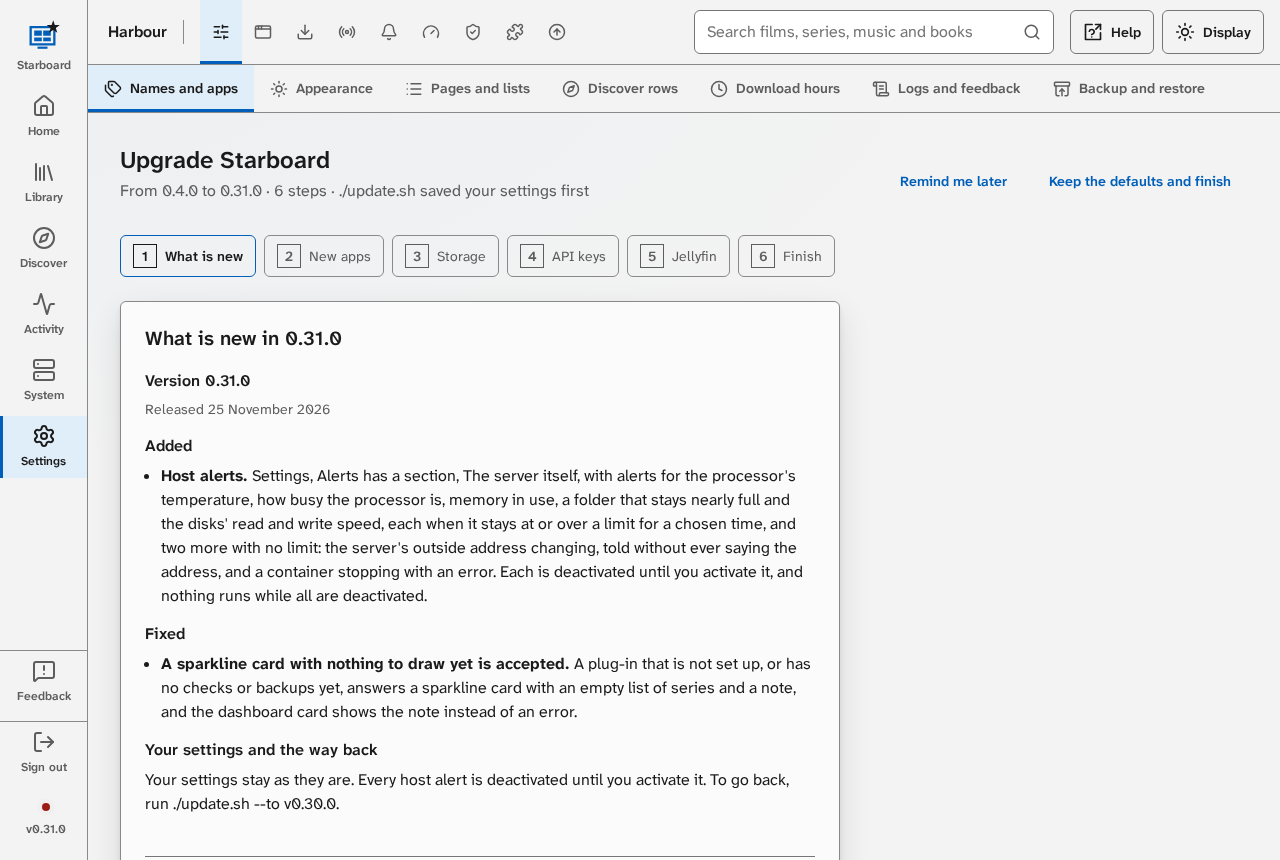 Starboard
Home
Library
Discover
Activity
System
Settings
Feedback
Sign out
v0.31.0
Harbour
Search films, series, music and books
Help
Display
Names and apps
Appearance
Pages and lists
Discover rows
Download hours
Logs and feedback
Backup and restore
Upgrade Starboard
From 0.4.0 to 0.31.0 · 6 steps · ./update.sh saved your settings first
Remind me later
Keep the defaults and finish
1 What is new
2 New apps
3 Storage
4 API keys
5 Jellyfin
6 Finish
What is new in 0.31.0
Version 0.31.0
Released 25 November 2026
Added
• Host alerts. Settings, Alerts has a section, The server itself, with alerts for the processor's
temperature, how busy the processor is, memory in use, a folder that stays nearly full and
the disks' read and write speed, each when it stays at or over a limit for a chosen time, and
two more with no limit: the server's outside address changing, told without ever saying the
address, and a container stopping with an error. Each is deactivated until you activate it, and
nothing runs while all are deactivated.
Fixed
• A sparkline card with nothing to draw yet is accepted. A plug-in that is not set up, or has
no checks or backups yet, answers a sparkline card with an empty list of series and a note,
and the dashboard card shows the note instead of an error.
Your settings and the way back
Your settings stay as they are. Every host alert is deactivated until you activate it. To go back,
run ./update.sh --to v0.30.0.